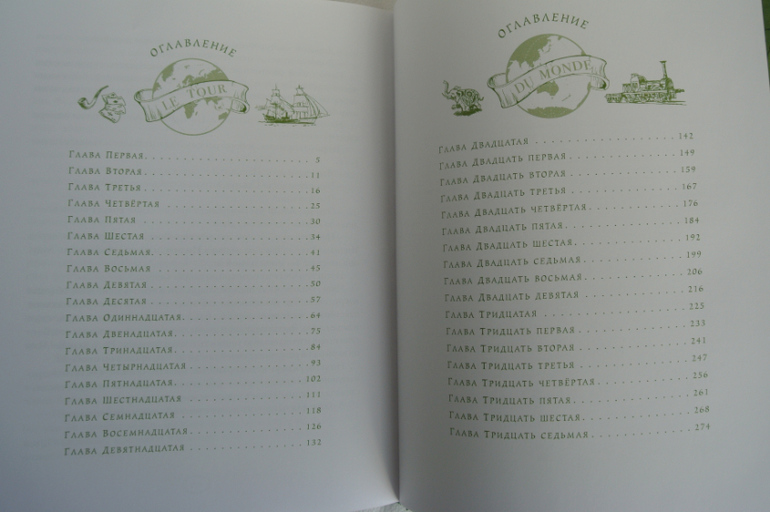 ОГЛАВЛЕНИЕ
LE TOUR
ГЛАВА ПЕРВАЯ. . . . . . . . . . . . . . . . . . . 5
ГЛАВА ВТОРАЯ. . . . . . . . . . . . . . . . . . . 11
ГЛАВА ТРЕТЬЯ . . . . . . . . . . . . . . . . . . . 16
ГЛАВА ЧЕТВЁРТАЯ . . . . . . . . . . . . . . . . . 25
ГЛАВА ПЯТАЯ . . . . . . . . . . . . . . . . . . . 30
ГЛАВА ШЕСТАЯ . . . . . . . . . . . . . . . . . . . 34
ГЛАВА СЕДЬМАЯ. . . . . . . . . . . . . . . . . . . 41
ГЛАВА ВОСЬМАЯ . . . . . . . . . . . . . . . . . . 45
ГЛАВА ДЕВЯТАЯ . . . . . . . . . . . . . . . . . . 50
ГЛАВА ДЕСЯТАЯ . . . . . . . . . . . . . . . . . . 57
ГЛАВА ОДИННАДЦАТАЯ. . . . . . . . . . . . . . . . 64
ГЛАВА ДВЕНАДЦАТАЯ. . . . . . . . . . . . . . . . . 75
ГЛАВА ТРИНАДЦАТАЯ. . . . . . . . . . . . . . . . . 84
ГЛАВА ЧЕТЫРНАДЦАТАЯ . . . . . . . . . . . . . . . 93
ГЛАВА ПЯТНАДЦАТАЯ. . . . . . . . . . . . . . . . . 102
ГЛАВА ШЕСТНАДЦАТАЯ . . . . . . . . . . . . . . . . 111
ГЛАВА СЕМНАДЦАТАЯ . . . . . . . . . . . . . . . . 118
ГЛАВА ВОСЕМНАДЦАТАЯ . . . . . . . . . . . . . . . 126
ГЛАВА ДЕВЯТНАДЦАТАЯ . . . . . . . . . . . . . . . 132
ОГЛАВЛЕНИЕ
DU MONDE
ГЛАВА ДВАДЦАТАЯ . . . . . . . . . . . . . . . . . 142
ГЛАВА ДВАДЦАТЬ ПЕРВАЯ . . . . . . . . . . . . . . 149
ГЛАВА ДВАДЦАТЬ ВТОРАЯ . . . . . . . . . . . . . . 159
ГЛАВА ДВАДЦАТЬ ТРЕТЬЯ . . . . . . . . . . . . . . 167
ГЛАВА ДВАДЦАТЬ ЧЕТВЁРТАЯ . . . . . . . . . . . . . 176
ГЛАВА ДВАДЦАТЬ ПЯТАЯ . . . . . . . . . . . . . . . 184
ГЛАВА ДВАДЦАТЬ ШЕСТАЯ. . . . . . . . . . . . . . . 192
ГЛАВА ДВАДЦАТЬ СЕДЬМАЯ . . . . . . . . . . . . . . 199
ГЛАВА ДВАДЦАТЬ ВОСЬМАЯ . . . . . . . . . . . . . . 206
ГЛАВА ДВАДЦАТЬ ДЕВЯТАЯ . . . . . . . . . . . . . . 216
ГЛАВА ТРИДЦАТАЯ . . . . . . . . . . . . . . . . . 225
ГЛАВА ТРИДЦАТЬ ПЕРВАЯ . . . . . . . . . . . . . . 233
ГЛАВА ТРИДЦАТЬ ВТОРАЯ . . . . . . . . . . . . . . 241
ГЛАВА ТРИДЦАТЬ ТРЕТЬЯ . . . . . . . . . . . . . . 247
ГЛАВА ТРИДЦАТЬ ЧЕТВЁРТАЯ . . . . . . . . . . . . . 256
ГЛАВА ТРИДЦАТЬ ПЯТАЯ . . . . . . . . . . . . . . . 261
ГЛАВА ТРИДЦАТЬ ШЕСТАЯ . . . . . . . . . . . . . . 268
ГЛАВА ТРИДЦАТЬ СЕДЬМАЯ . . . . . . . . . . . . . . 274